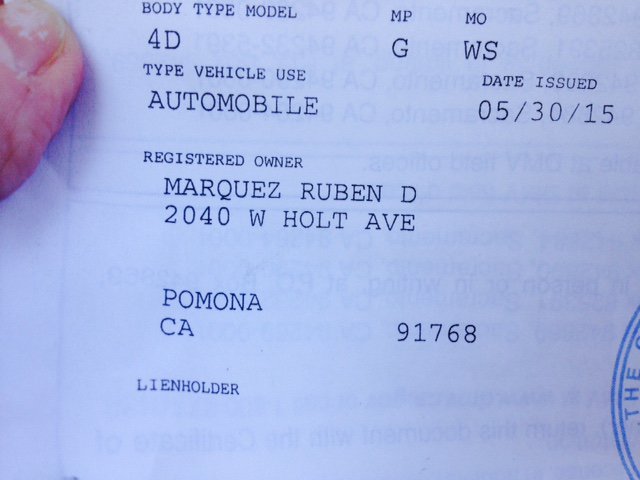 BODY TYPE MODEL MP MO
4D G WS
TYPE VEHICLE USE DATE ISSUED
AUTOMOBILE 05/30/15
REGISTERED OWNER
MARQUEZ RUBEN D
2040 W HOLT AVE
POMONA
CA 91768
LIENHOLDER
THE